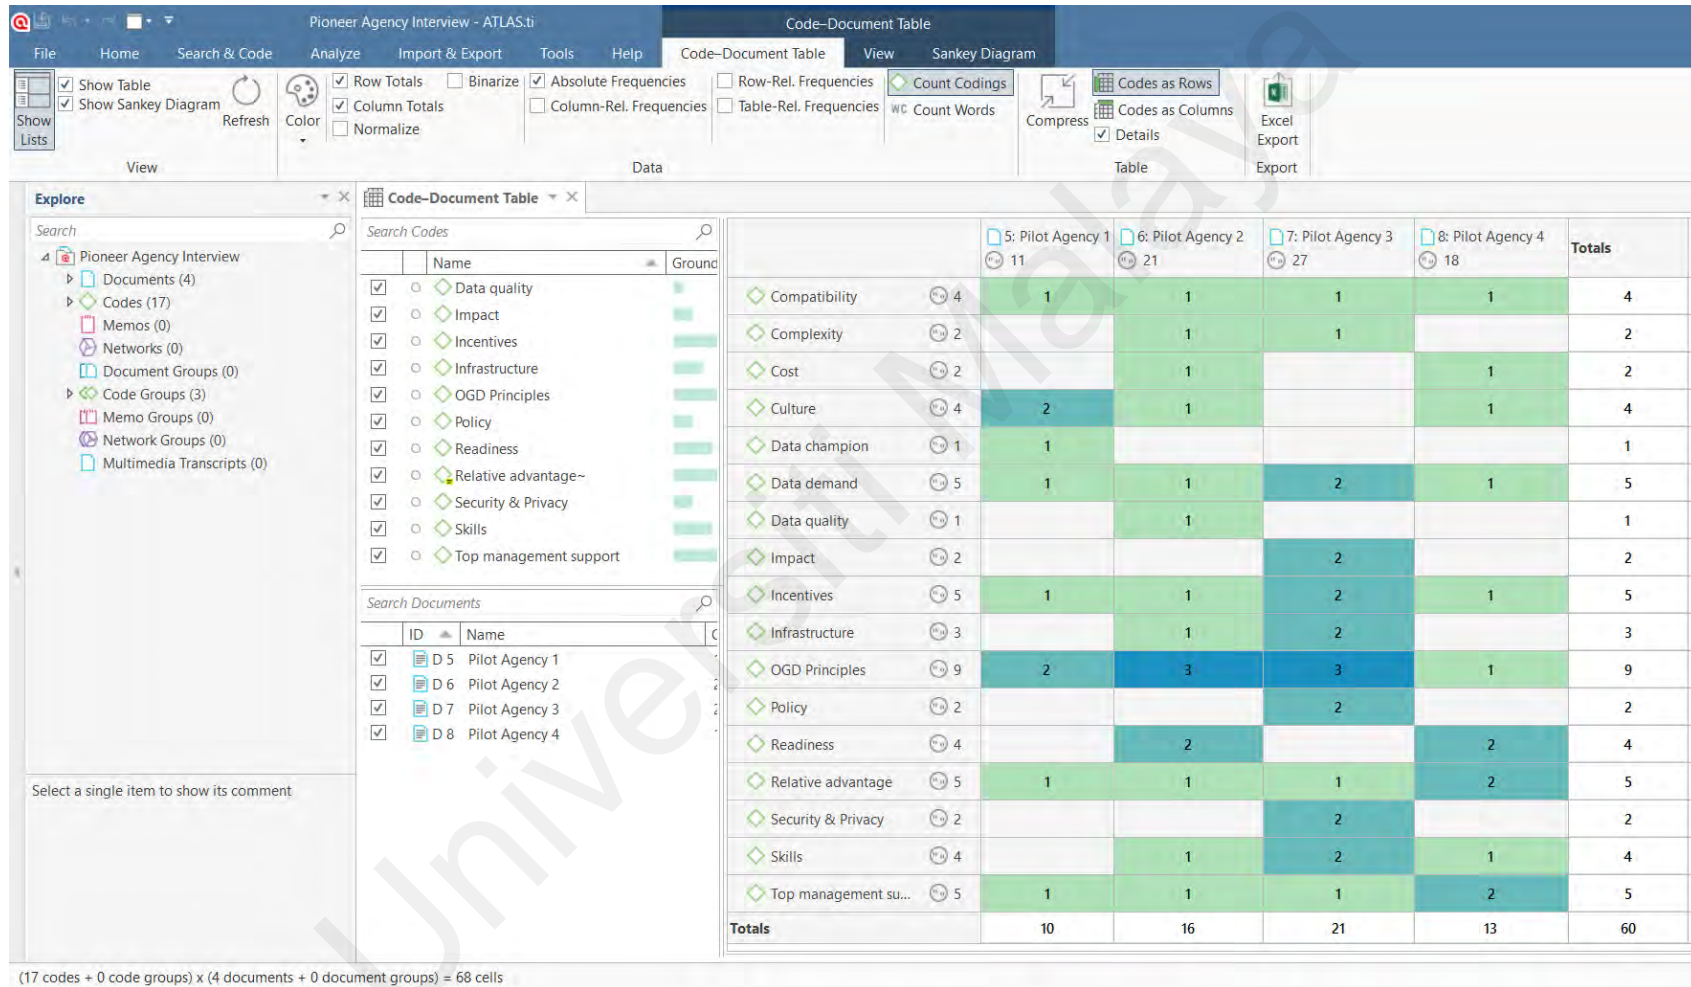 Pioneer Agency Interview - ATLAS.ti
Code–Document Table
File Home Search & Code Analyze Import & Export Tools Help Code–Document Table View Sankey Diagram
Show Lists
Show Table
Show Sankey Diagram
Refresh
View
Color
Row Totals
Column Totals
Normalize
Binarize
Absolute Frequencies
Column-Rel. Frequencies
Row-Rel. Frequencies
Table-Rel. Frequencies
Count Codings
WC Count Words
Data
Compress
Codes as Rows
Codes as Columns
Details
Table
Excel Export
Export
Explore
Search
Pioneer Agency Interview
Documents (4)
Codes (17)
Memos (0)
Networks (0)
Document Groups (0)
Code Groups (3)
Memo Groups (0)
Network Groups (0)
Multimedia Transcripts (0)
Select a single item to show its comment
Code–Document Table
Search Codes
Name Ground
Data quality
Impact
Incentives
Infrastructure
OGD Principles
Policy
Readiness
Relative advantage~
Security & Privacy
Skills
Top management support
Search Documents
ID Name
D 5 Pilot Agency 1
D 6 Pilot Agency 2
D 7 Pilot Agency 3
D 8 Pilot Agency 4
5: Pilot Agency 1 6: Pilot Agency 2 7: Pilot Agency 3 8: Pilot Agency 4 Totals
11 21 27 18
Compatibility 4 1 1 1 1 4
Complexity 2 1 1 2
Cost 2 1 1 2
Culture 4 2 1 1 4
Data champion 1 1 1
Data demand 5 1 1 2 1 5
Data quality 1 1 1
Impact 2 2 2
Incentives 5 1 1 2 1 5
Infrastructure 3 1 2 3
OGD Principles 9 2 3 3 1 9
Policy 2 2 2
Readiness 4 2 2 4
Relative advantage 5 1 1 1 2 5
Security & Privacy 2 2 2
Skills 4 1 2 1 4
Top management su... 5 1 1 1 2 5
Totals 10 16 21 13 60
(17 codes + 0 code groups) x (4 documents + 0 document groups) = 68 cells
Universiti Malaya